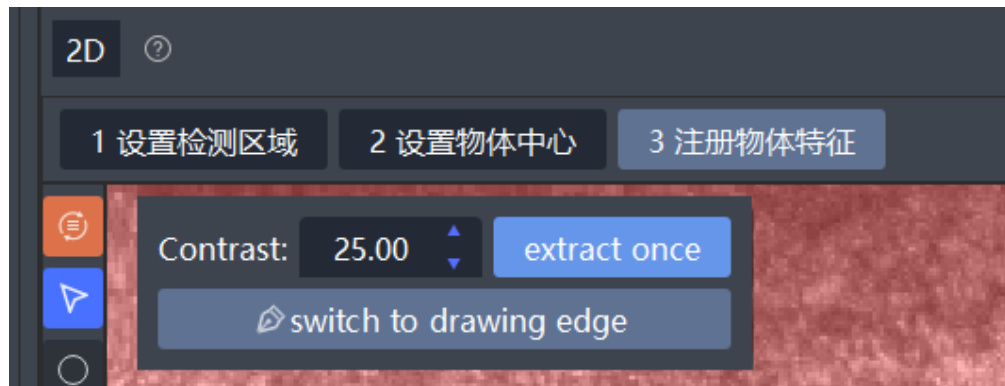 2D
1 设置检测区域 2 设置物体中心 3 注册物体特征
Contrast: 25.00 extract once
switch to drawing edge